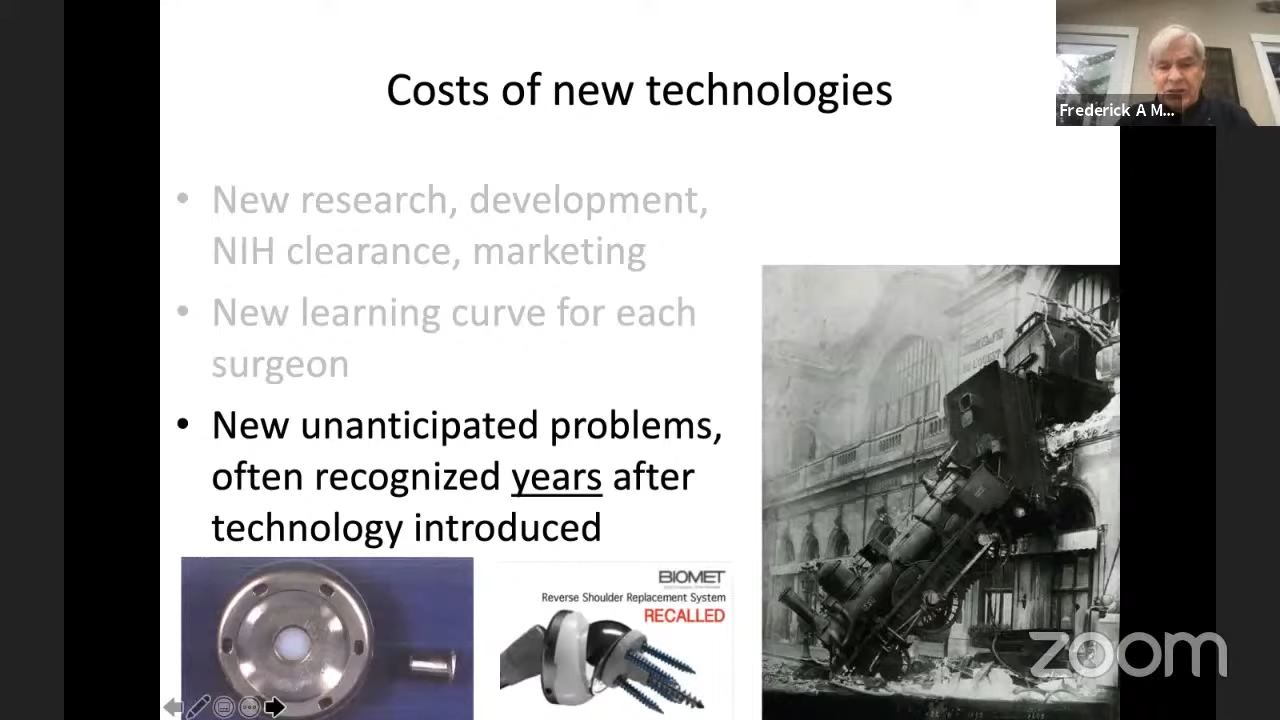 Costs of new technologies
Frederick A M...
• New research, development,
NIH clearance, marketing
• New learning curve for each
surgeon
• New unanticipated problems,
often recognized years after
technology introduced
BIOMET
Reverse Shoulder Replacement System
RECALLED
zoom